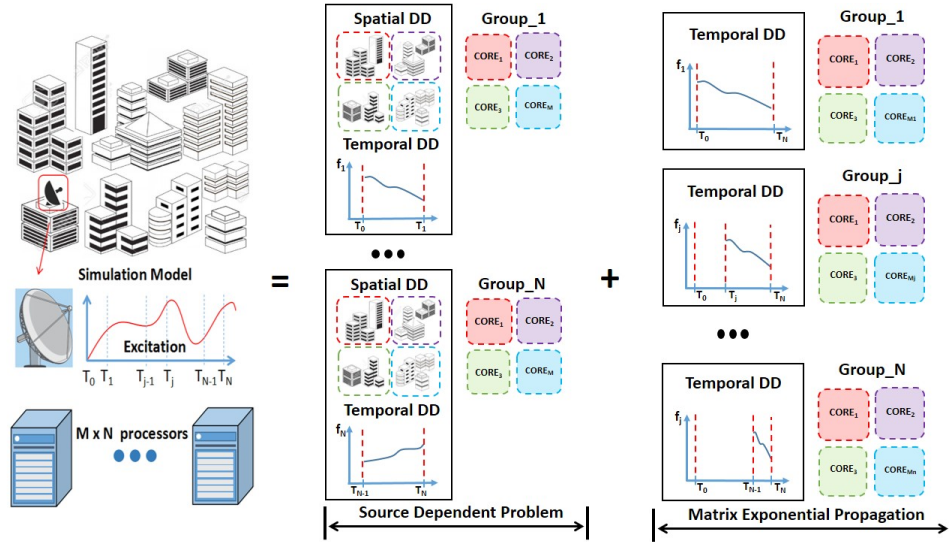 Simulation Model
Excitation
T0 T1 Tj-1 Tj TN-1 TN
M x N processors
=
Spatial DD
Group_1
CORE1 CORE2
CORE3 COREM
Temporal DD
f1
T0 T1
Spatial DD
Group_N
CORE1 CORE2
CORE3 COREM
Temporal DD
fN
TN-1 TN
Source Dependent Problem
+
Temporal DD
Group_1
f1
T0 TN
CORE1 CORE2
CORE3 COREM1
Temporal DD
Group_j
fj
T0 Tj TN
CORE1 CORE2
CORE3 COREMj
Temporal DD
Group_N
fj
T0 TN-1 TN
CORE1 CORE2
CORE3 COREMn
Matrix Exponential Propagation